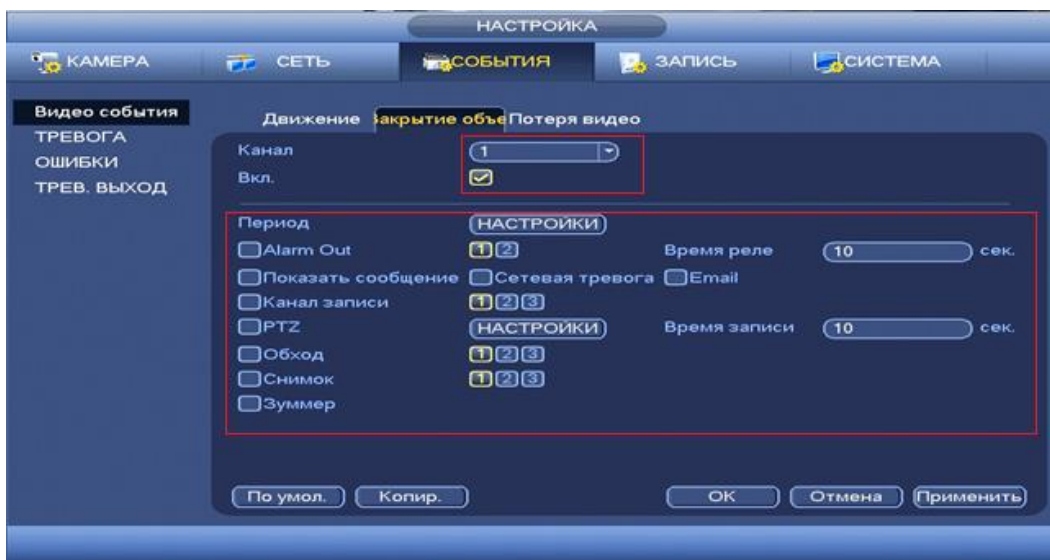 НАСТРОЙКА
КАМЕРА СЕТЬ СОБЫТИЯ ЗАПИСЬ СИСТЕМА
Видео события
ТРЕВОГА
ОШИБКИ
ТРЕВ. ВЫХОД
Движение Закрытие объе Потеря видео
Канал 1
Вкл.
Период НАСТРОЙКИ
Alarm Out 1 2 Время реле 10 сек.
Показать сообщение Сетевая тревога Email
Канал записи 1 2 3
PTZ НАСТРОЙКИ Время записи 10 сек.
Обход 1 2 3
Снимок 1 2 3
Зуммер
По умол. Копир. OK Отмена Применить